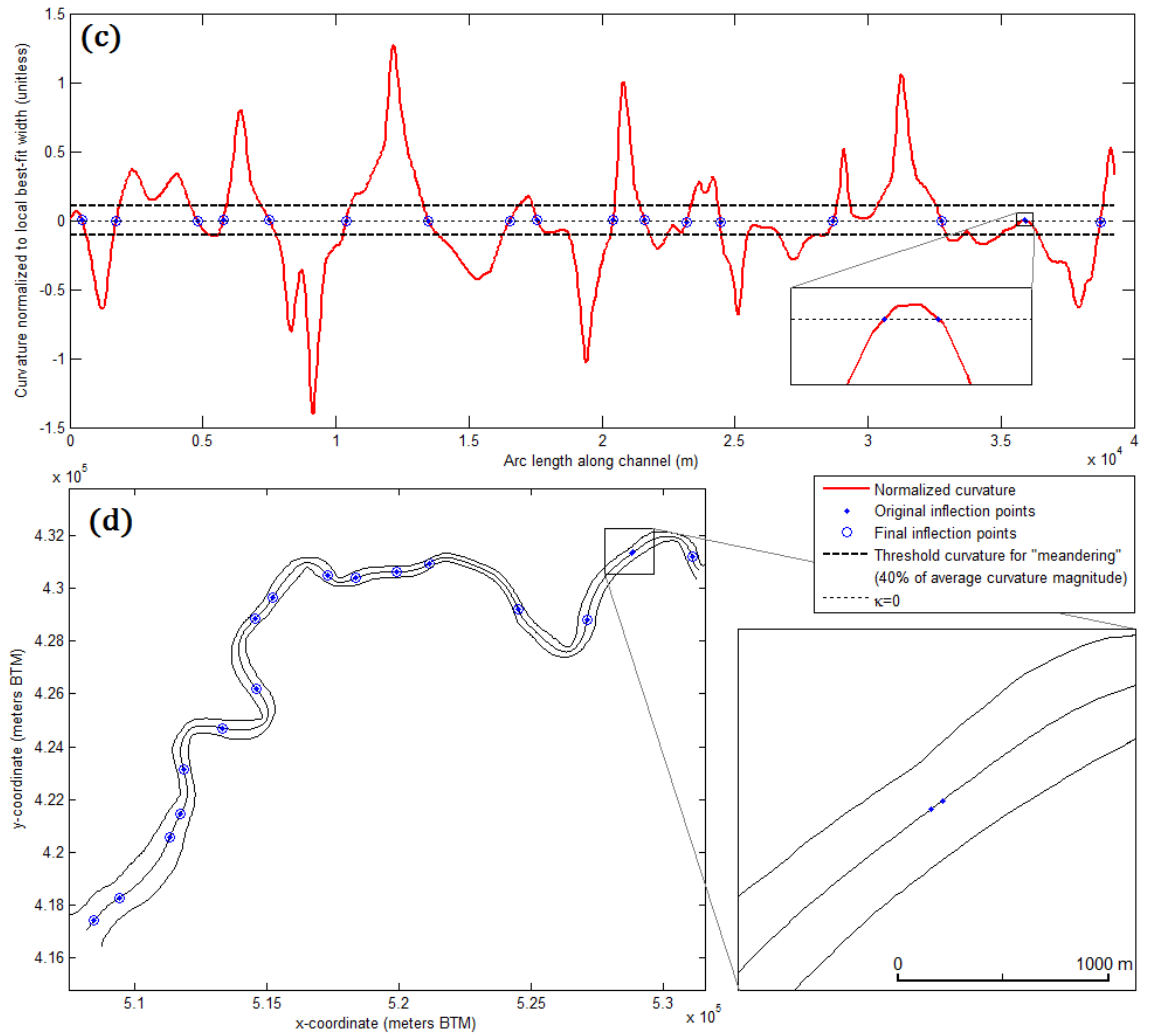 (c)
Curvature normalized to local best-fit width (unitless)
1.5
1
0.5
0
-0.5
-1
-1.5
0 0.5 1 1.5 2 2.5 3 3.5 4
x 10^4
Arc length along channel (m)
x 10^5
(d)
y-coordinate (meters BTM)
4.32
4.3
4.28
4.26
4.24
4.22
4.2
4.18
4.16
5.1 5.15 5.2 5.25 5.3
x 10^5
x-coordinate (meters BTM)
Normalized curvature
Original inflection points
Final inflection points
Threshold curvature for "meandering"
(40% of average curvature magnitude)
κ=0
0 1000 m